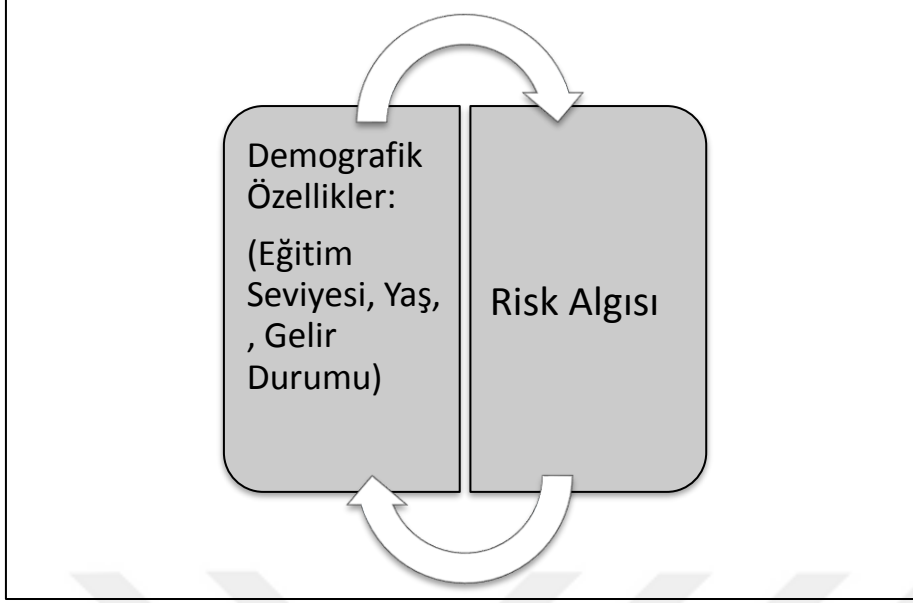 Demografik
Özellikler:
(Eğitim
Seviyesi, Yaş,
, Gelir
Durumu)
Risk Algısı